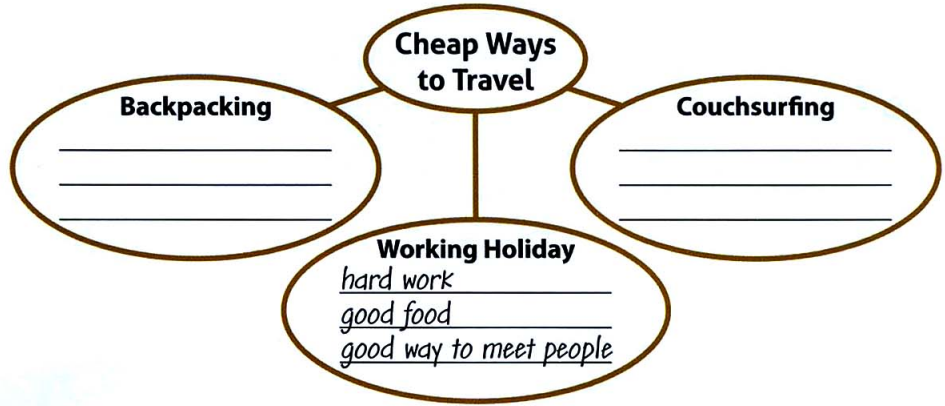 Cheap Ways
to Travel
Backpacking
Couchsurfing
Working Holiday
hard work
good food
good way to meet people